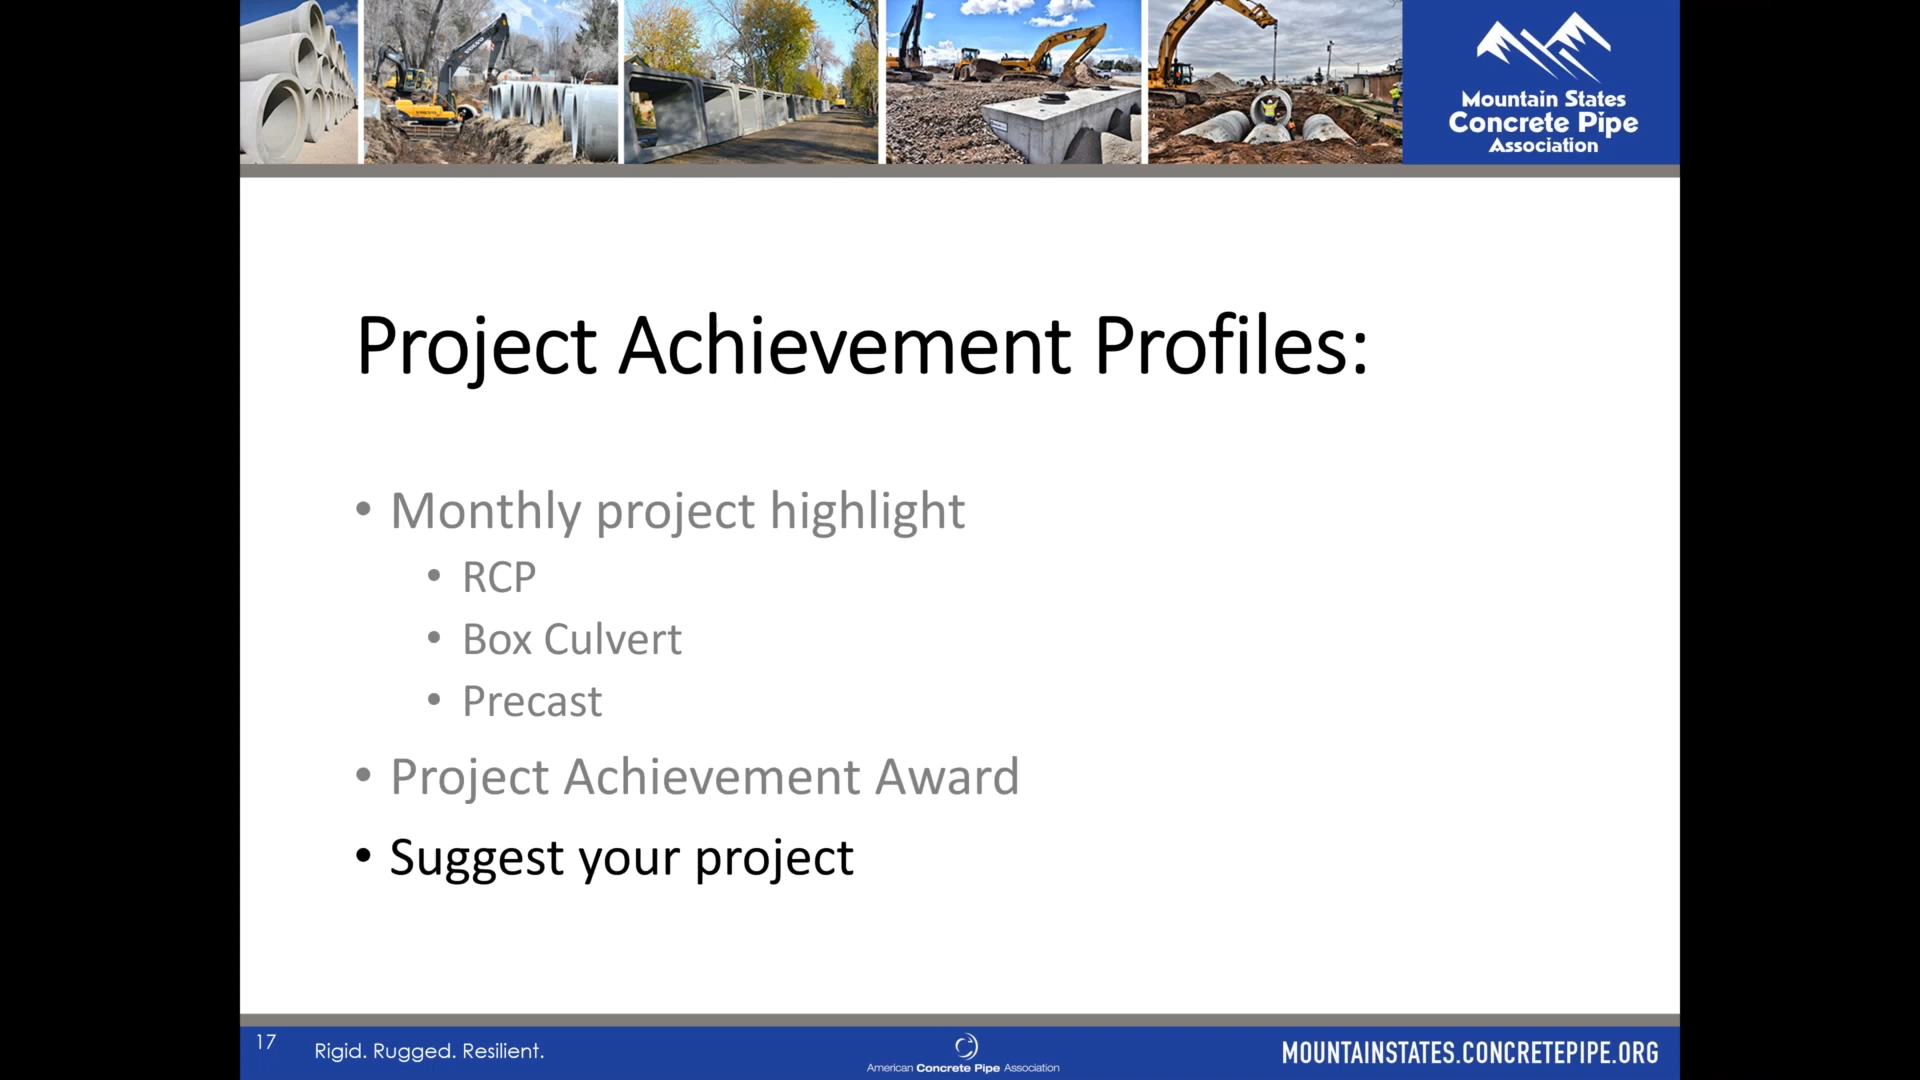 Mountain States
Concrete Pipe
Association
Project Achievement Profiles:
• Monthly project highlight
• RCP
• Box Culvert
• Precast
• Project Achievement Award
• Suggest your project
17
Rigid. Rugged. Resilient.
American Concrete Pipe Association
MOUNTAINSTATES.CONCRETEPIPE.ORG